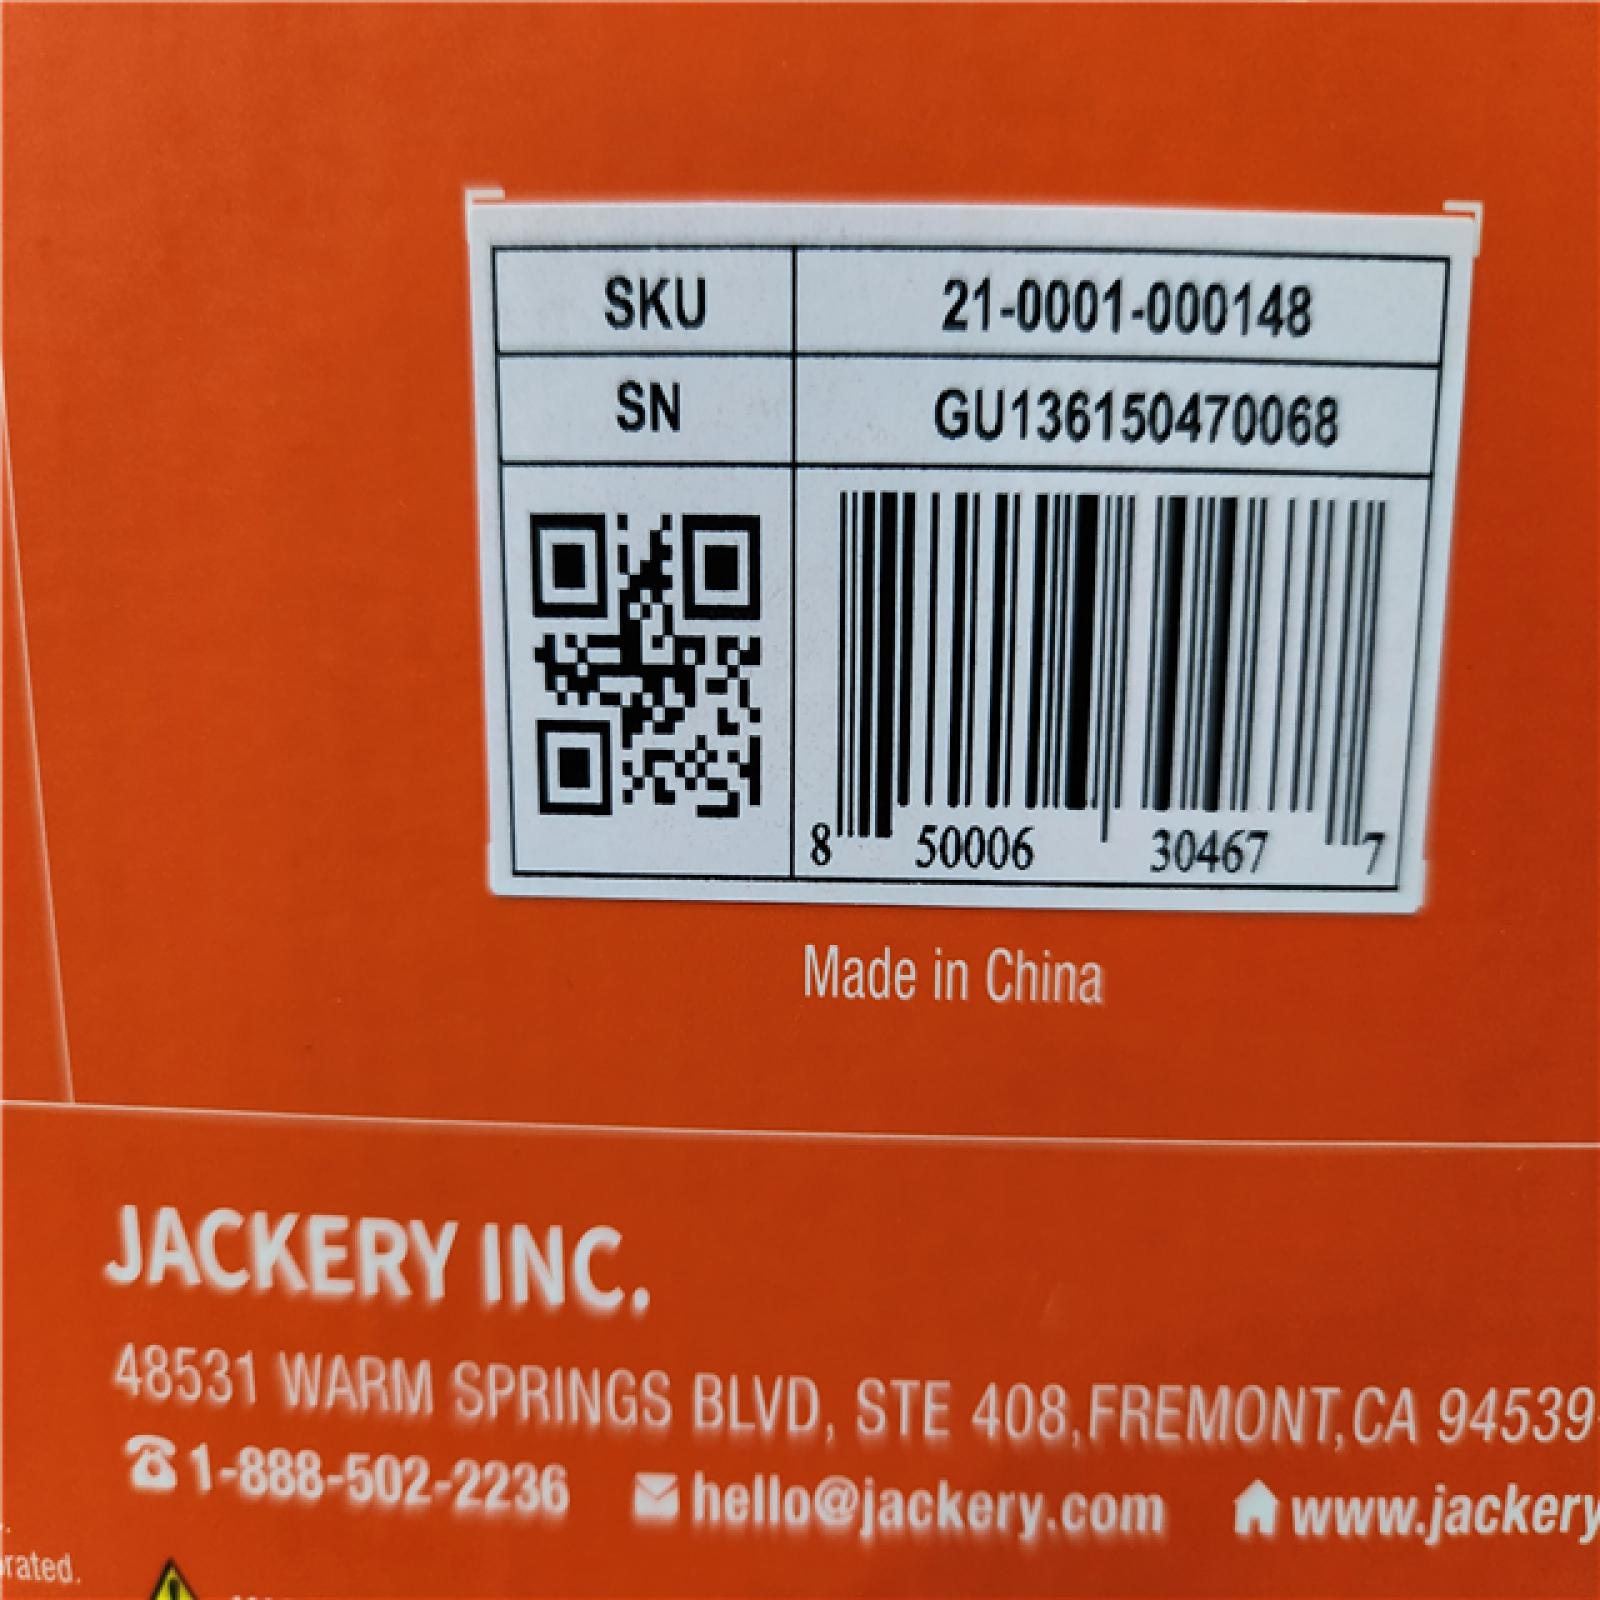 SKU 21-0001-000148
SN GU136150470068
8 50006 30467 7
Made in China
JACKERY INC.
48531 WARM SPRINGS BLVD, STE 408,FREMONT,CA 94539-
1-888-502-2236 hello@jackery.com www.jackery